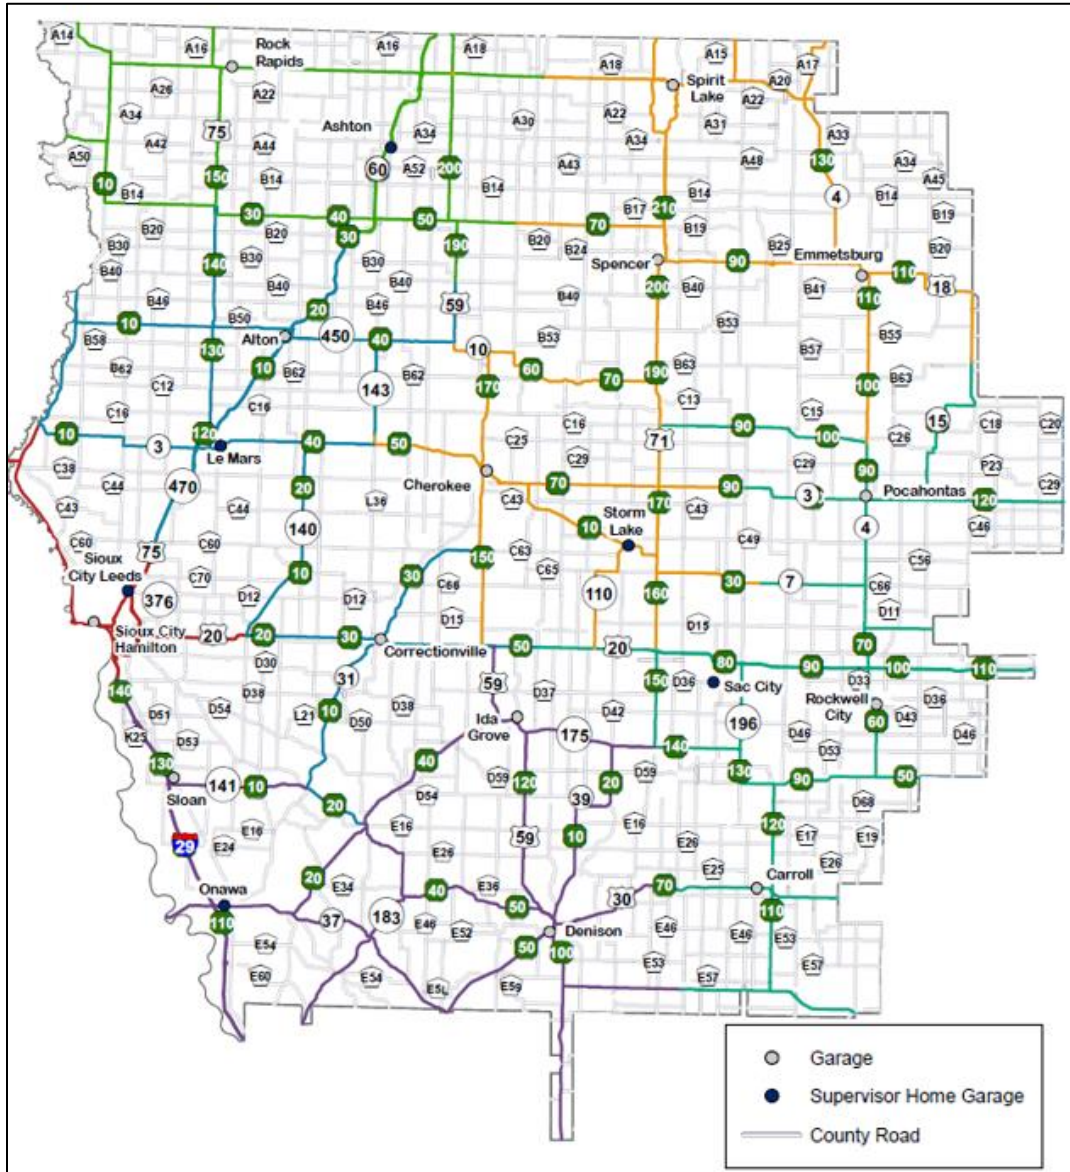 A14
A16
Rock
Rapids
A16
A18
A18
A15
A17
A20
Spirit
Lake
A26
A22
A22
A22
Ashton
A34
75
A34
A30
A34
A31
A33
A42
A44
A34
A50
60
A52
200
A43
A48
130
A34
A45
10
150
B14
B14
B14
B14
4
B14
B17
210
B19
30
40
50
70
B19
B20
B20
30
B20
B30
140
B30
B30
190
B24
B25
Emmetsburg
B20
Spencer
90
110
B40
B40
B40
200
B40
B41
18
B46
20
B46
59
B40
110
10
B50
B53
B53
B55
B58
Alton
450
40
10
B57
130
B62
10
B62
B62
60
70
190
B63
B63
C12
143
170
100
C16
C16
C13
C15
15
C18
C20
C16
10
120
3
40
50
71
90
100
C26
Le Mars
C25
C38
C29
C29
90
P23
C44
470
20
L36
Cherokee
C43
70
90
3
Pocahontas
120
C29
C43
C44
140
Storm
Lake
170
C43
C46
10
4
C60
75
C60
C49
Sioux
City Leeds
C70
10
150
C63
C65
C56
376
D12
D12
30
C66
110
160
30
7
C66
D15
D15
D11
Sioux City
Hamilton
20
20
30
Correctionville
50
20
70
D30
80
90
100
110
31
59
D37
150
D36
D33
140
D38
Sac City
Rockwell
City
D36
D51
D54
L21
10
D38
Ida
Grove
D42
196
60
D43
K25
D50
D53
175
140
D46
D46
130
40
D59
D59
D53
130
141
10
120
20
90
50
Sloan
20
D54
39
D68
E16
E16
59
E16
120
E17
E19
29
E24
E26
10
E26
E26
E25
20
E34
40
E36
70
Carroll
Onawa
30
110
37
183
E46
50
110
E52
Denison
E46
E46
E53
E54
50
100
E60
E54
E53
E57
E57
E59
Garage
Supervisor Home Garage
County Road